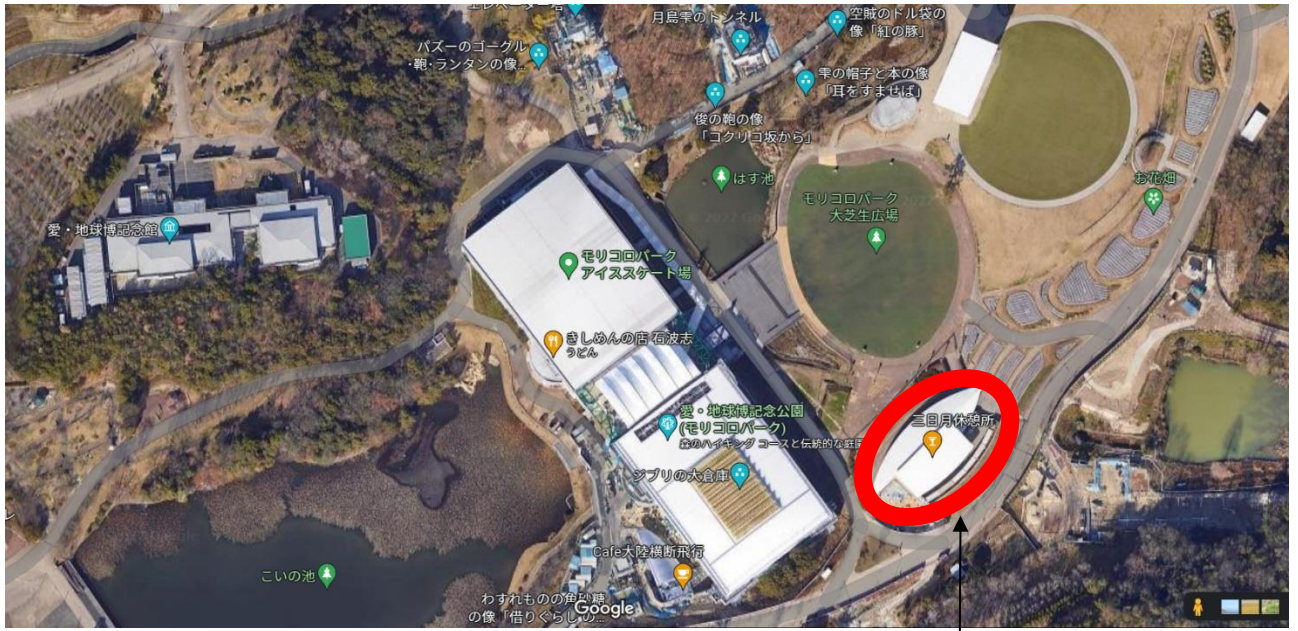 月島雫のトンネル
空賊のドル袋の
像「紅の豚」
パズーのゴーグル
・鞄・ランタンの像...
雫の帽子と本の像
「耳をすませば」
俊の鞄の像
「コクリコ坂から」
はす池
お花畑
モリコロパーク
大芝生広場
愛・地球博記念館
モリコロパーク
アイススケート場
きしめんの店 石波志
うどん
愛・地球博記念公園
(モリコロパーク)
森のハイキング コースと伝統的な庭園
三日月休憩所
ジブリの大倉庫
Cafe大陸横断飛行
こいの池
わすれものの角砂糖
の像「借りぐらしの...
Google